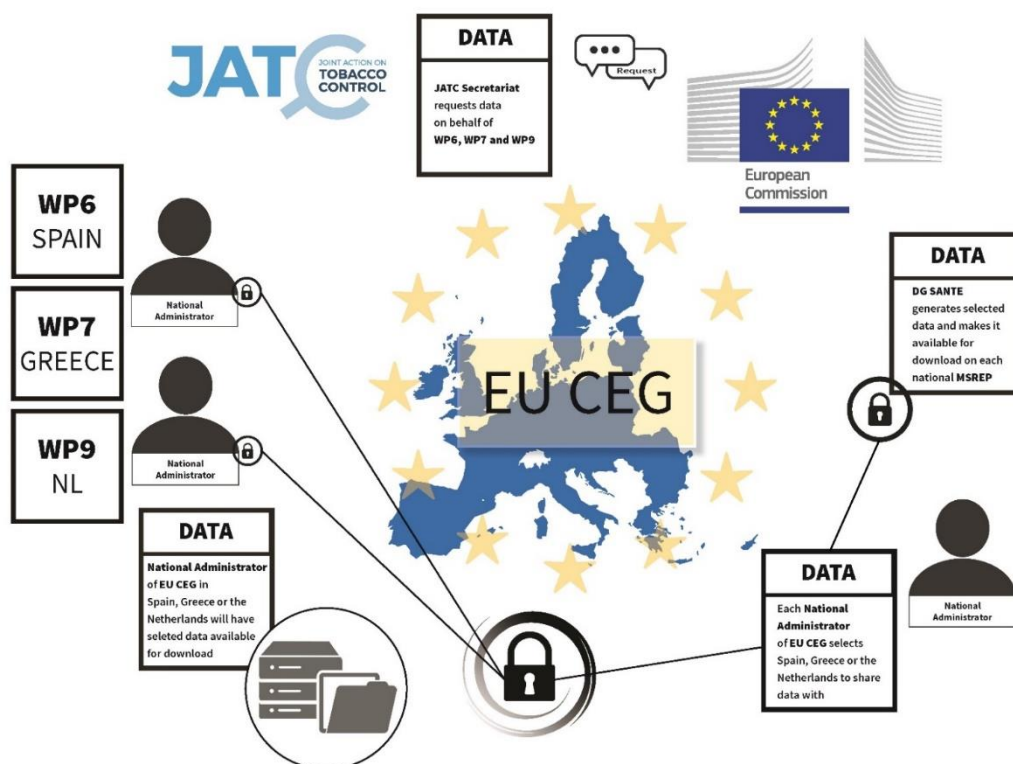 JATC
JOINT ACTION ON
TOBACCO
CONTROL
DATA
JATC Secretariat
requests data
on behalf of
WP6, WP7 and WP9
Request
European
Commission
WP6
SPAIN
National
Administrator
WP7
GREECE
National
Administrator
WP9
NL
EU CEG
DATA
DG SANTE
generates selected
data and makes it
available for
download on each
national MSREP
DATA
National Administrator
of EU CEG in
Spain, Greece or the
Netherlands will have
seleted data available
for download
DATA
Each National
Administrator
of EU CEG selects
Spain, Greece or the
Netherlands to share
data with
National
Administrator